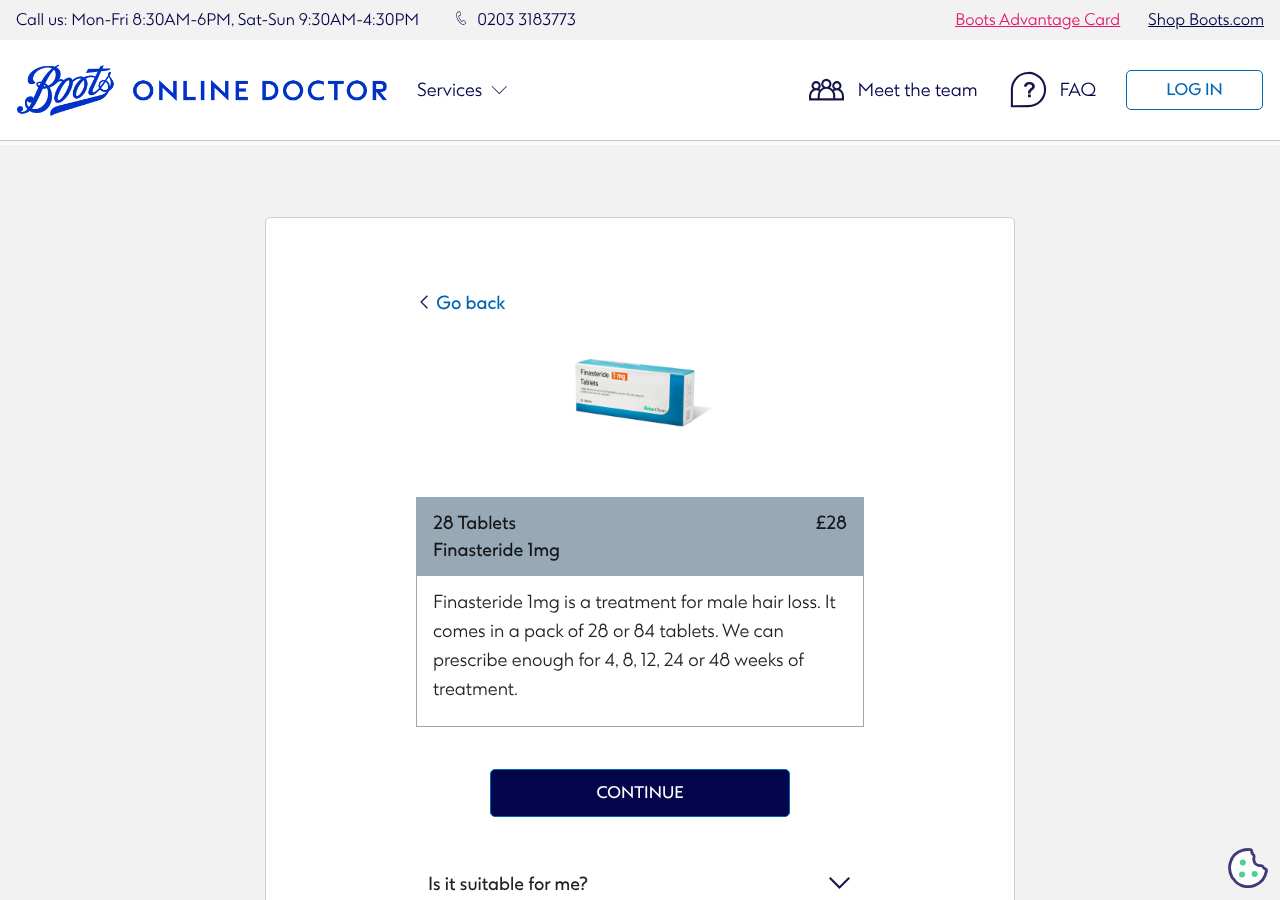 Call us: Mon-Fri 8:30AM-6PM, Sat-Sun 9:30AM-4:30PM 0203 3183773 Boots Advantage Card Shop Boots.com
Boots ONLINE DOCTOR Services Meet the team ? FAQ LOG IN
Go back
Finasteride 1mg
Tablets
28 Tablets £28
Finasteride 1mg
Finasteride 1mg is a treatment for male hair loss. It
comes in a pack of 28 or 84 tablets. We can
prescribe enough for 4, 8, 12, 24 or 48 weeks of
treatment.
CONTINUE
Is it suitable for me?